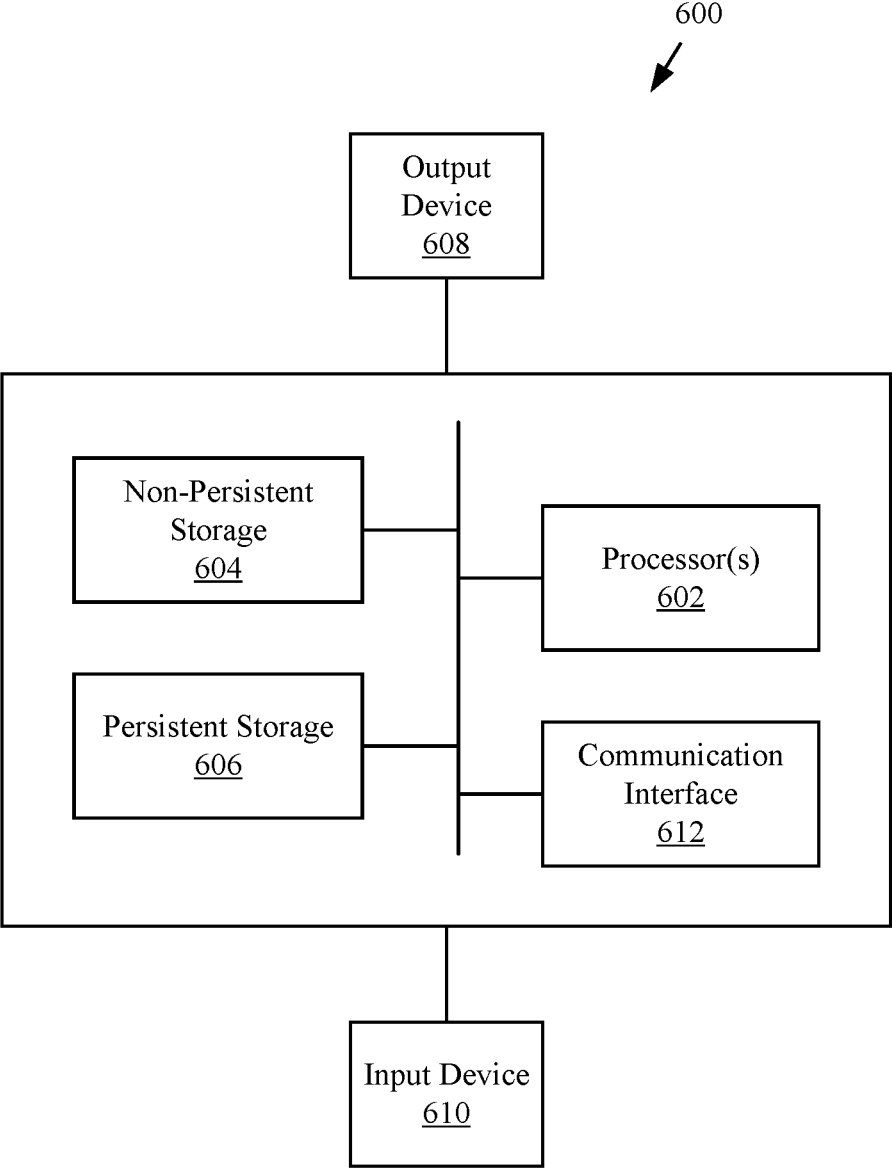 600
Output
Device
608
Non-Persistent
Storage
604
Processor(s)
602
Persistent Storage
606
Communication
Interface
612
Input Device
610